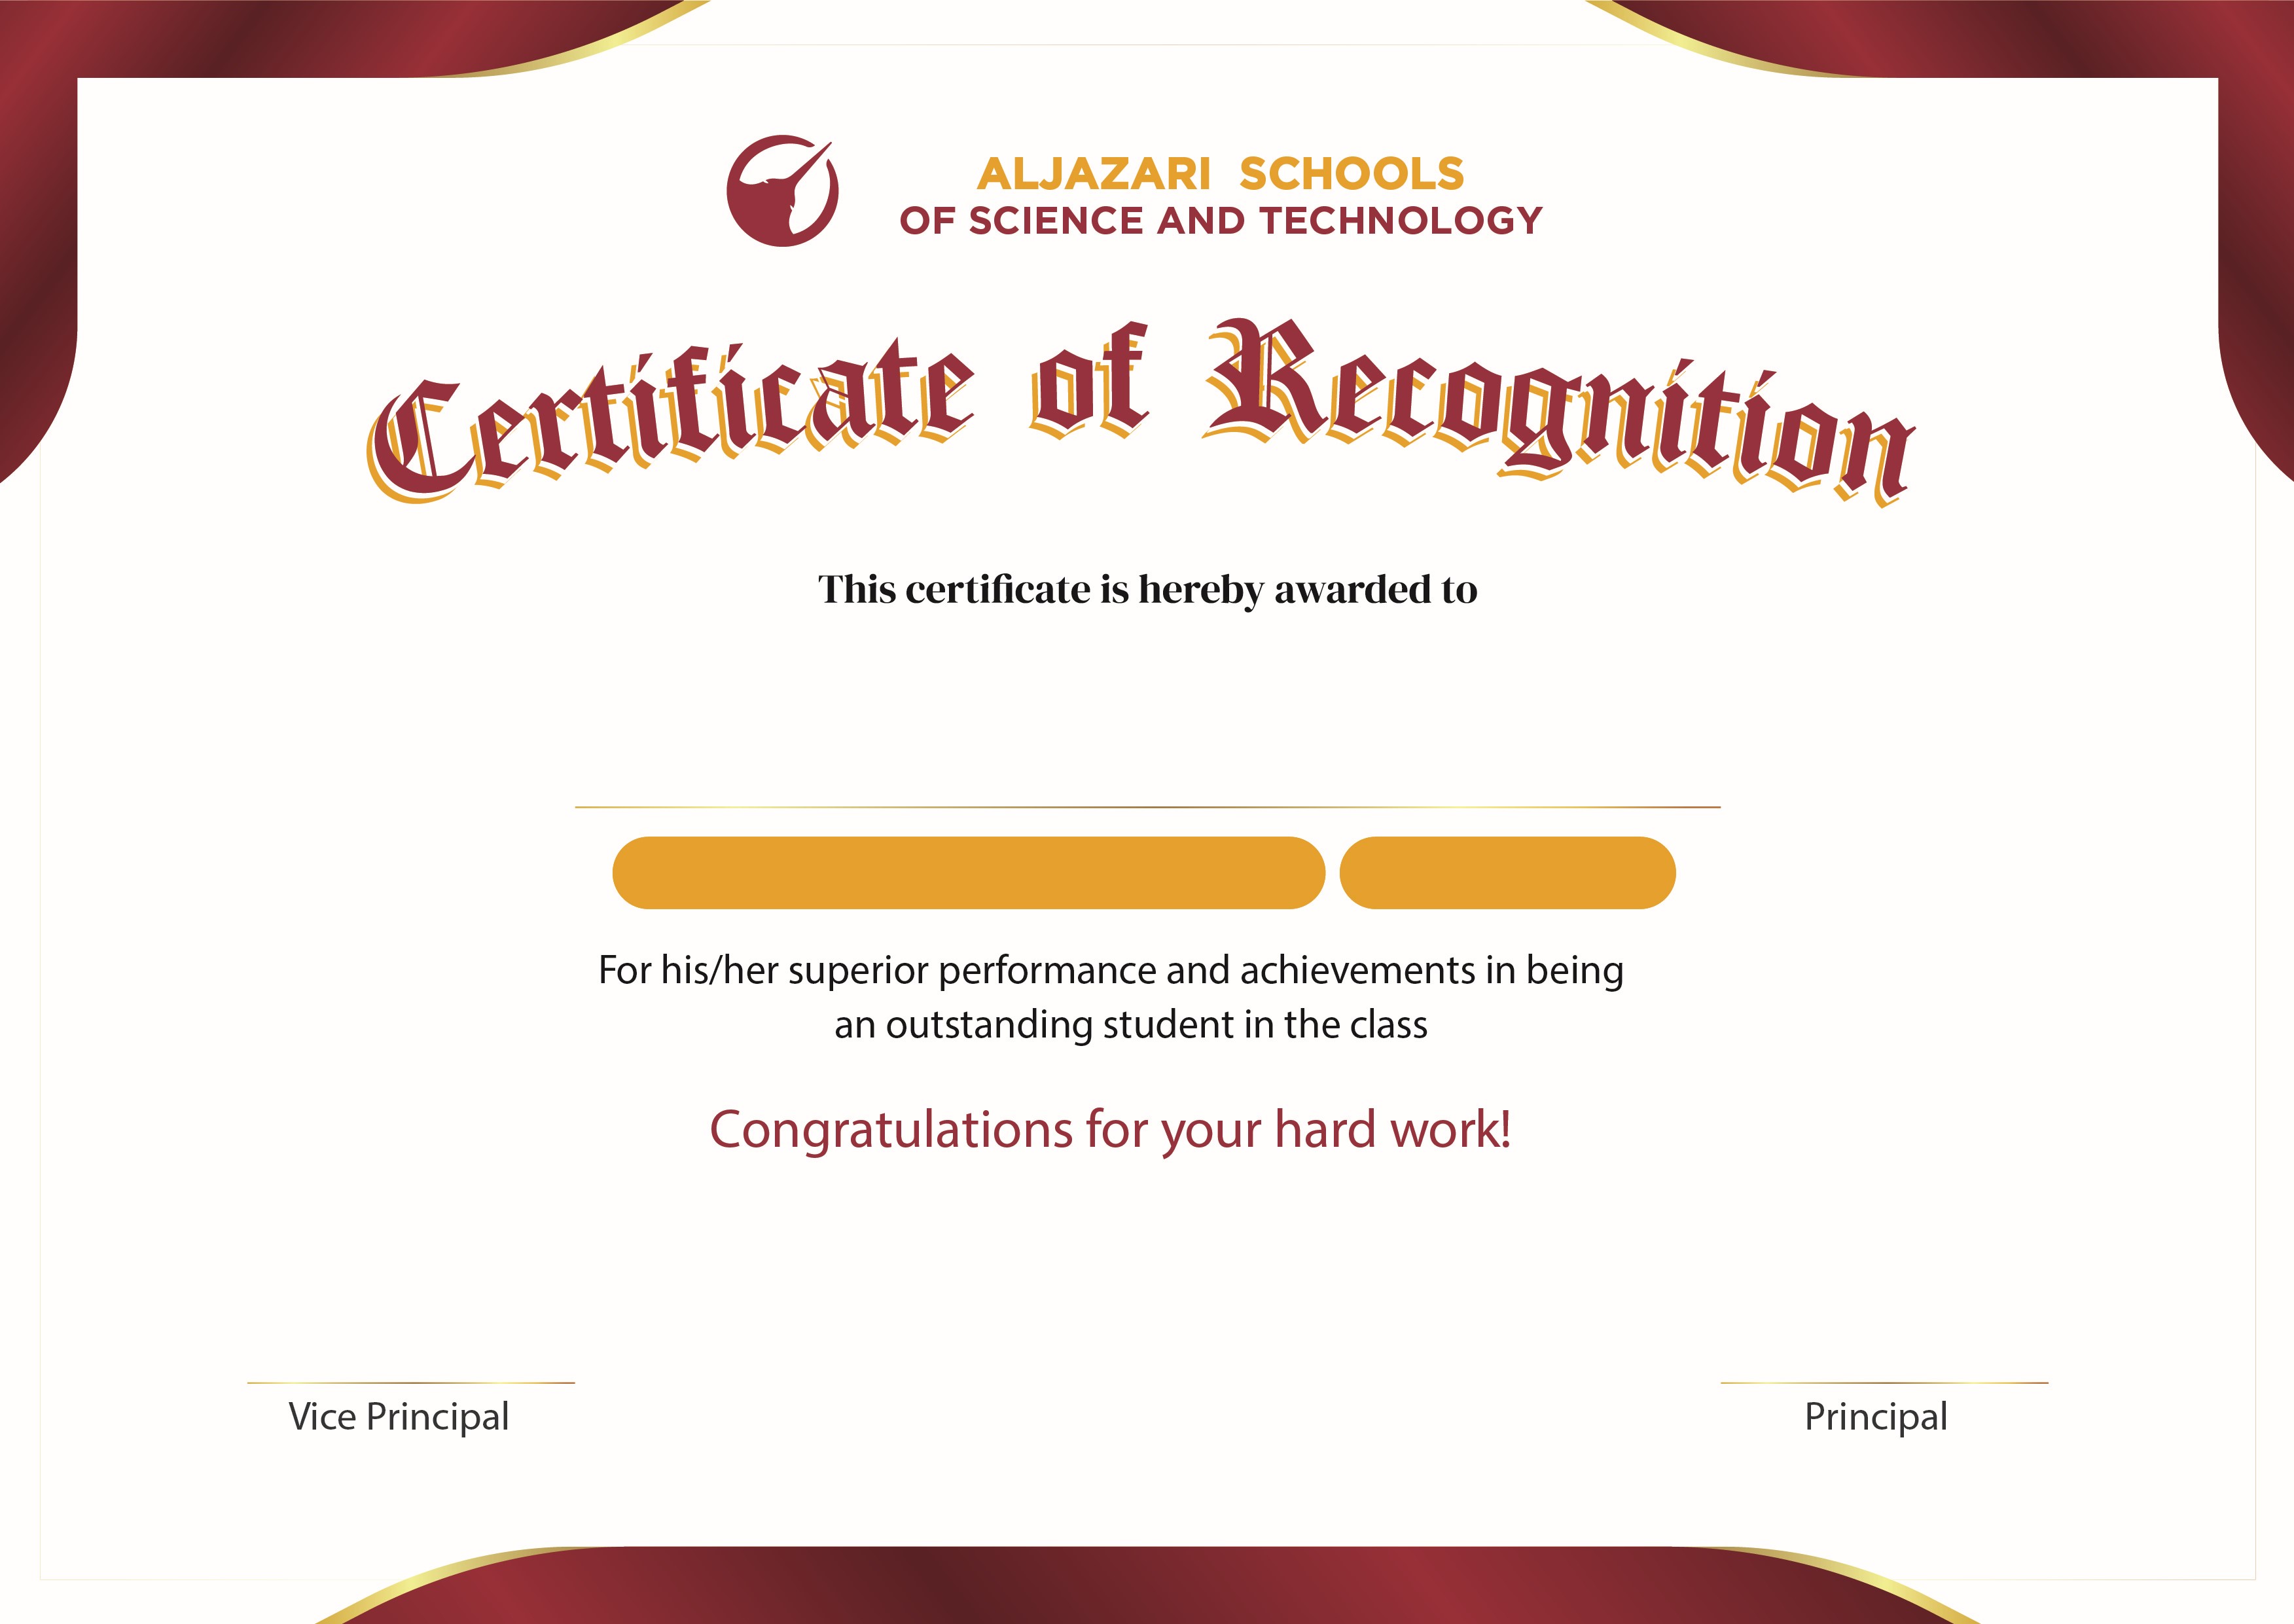 ALJAZARI SCHOOLS
OF SCIENCE AND TECHNOLOGY
Certificate of Recognition
This certificate is hereby awarded to
For his/her superior performance and achievements in being
an outstanding student in the class
Congratulations for your hard work!
Vice Principal
Principal